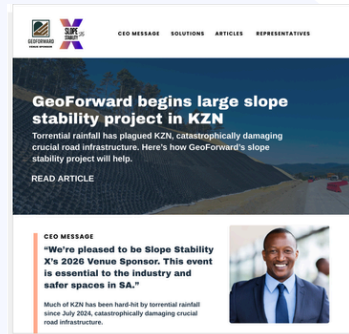 GEOFORWARD
SLOPE
STABILITY
X
CEO MESSAGE
SOLUTIONS
ARTICLES
REPRESENTATIVES
GeoForward begins large slope
stability project in KZN
Torrential rainfall has plagued KZN, catastrophically damaging
crucial road infrastructure. Here's how GeoForward's slope
stability project will help.
READ ARTICLE
CEO MESSAGE
“We’re pleased to be Slope Stability
X’s 2026 Venue Sponsor. This event
is essential to the industry and
safer spaces in SA.”
Much of KZN has been hard-hit by torrential rainfall
since July 2024, catastrophically damaging crucial
road infrastructure.